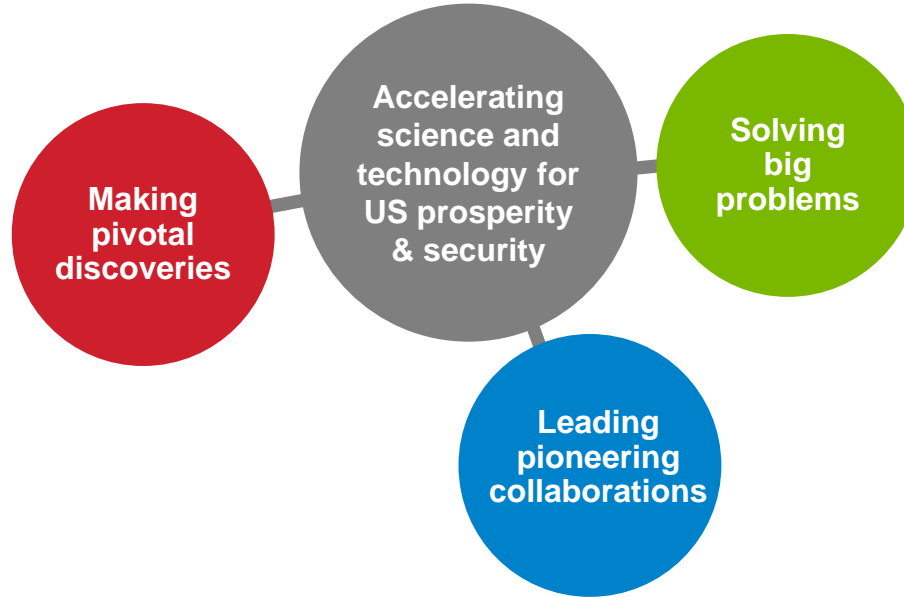 Accelerating
science and
technology for
US prosperity
& security
Making
pivotal
discoveries
Solving
big
problems
Leading
pioneering
collaborations